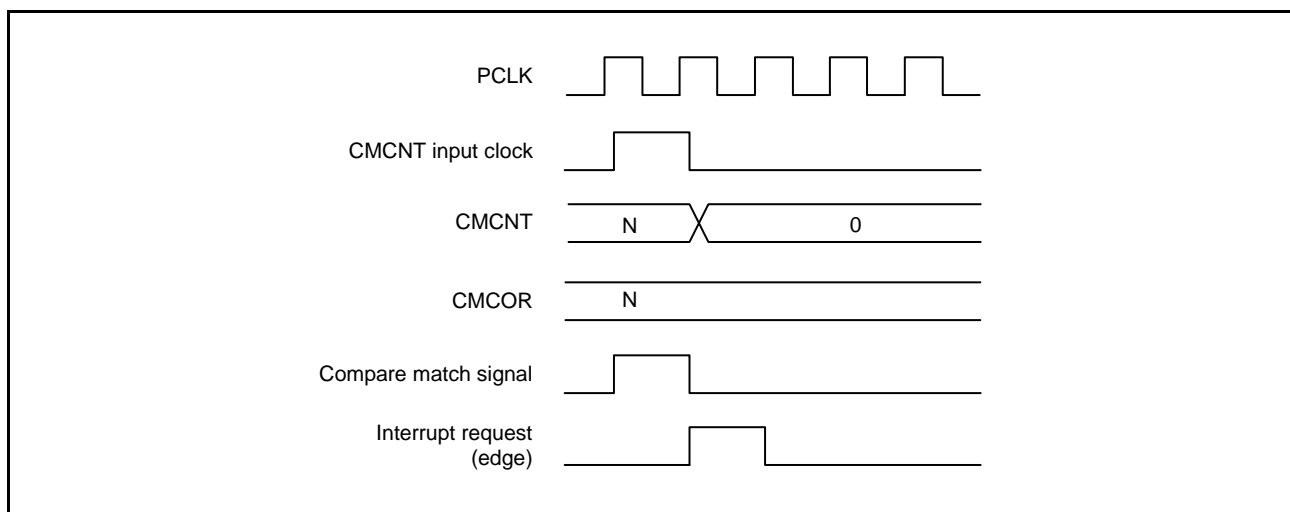 PCLK
CMCNT input clock
CMCNT
N
0
CMCOR
N
Compare match signal
Interrupt request
(edge)